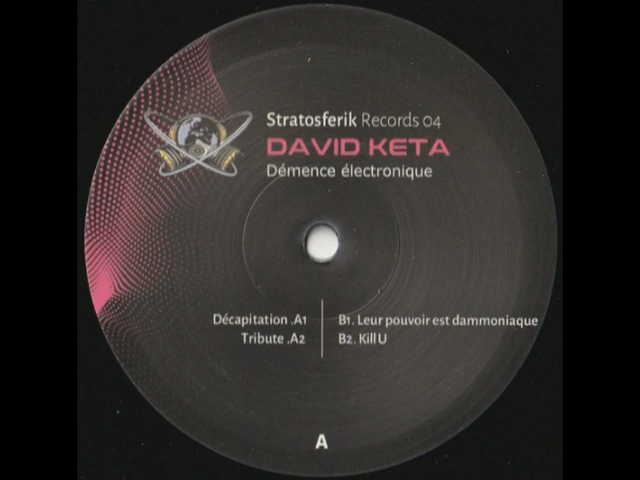 Stratosferik Records 04
DAVID KETA
Démence électronique
Décapitation .A1
Tribute .A2
B1. Leur pouvoir est dammoniaque
B2. Kill U
A